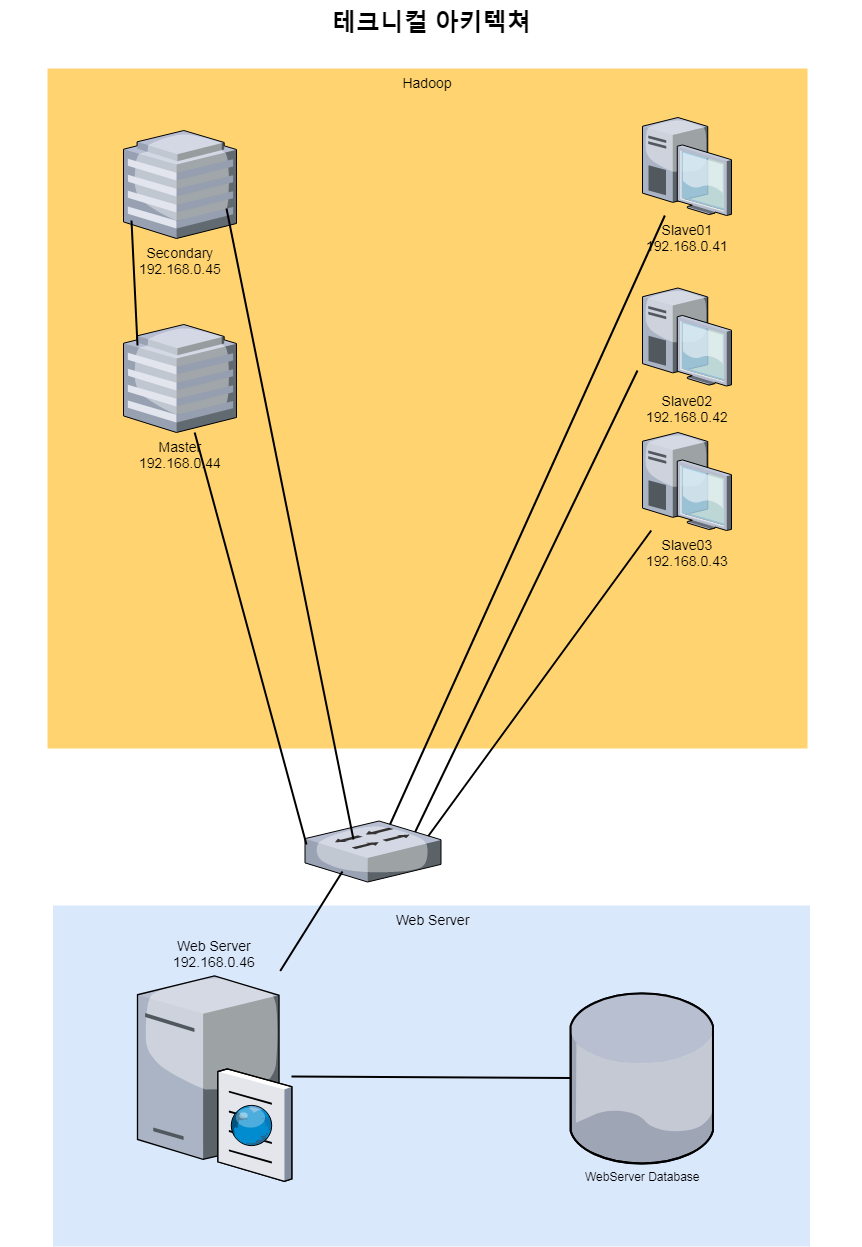 테크니컬 아키텍쳐
Hadoop
Secondary
192.168.0.45
Master
192.168.0.44
Slave01
192.168.0.41
Slave02
192.168.0.42
Slave03
192.168.0.43
Web Server
Web Server
192.168.0.46
WebServer Database